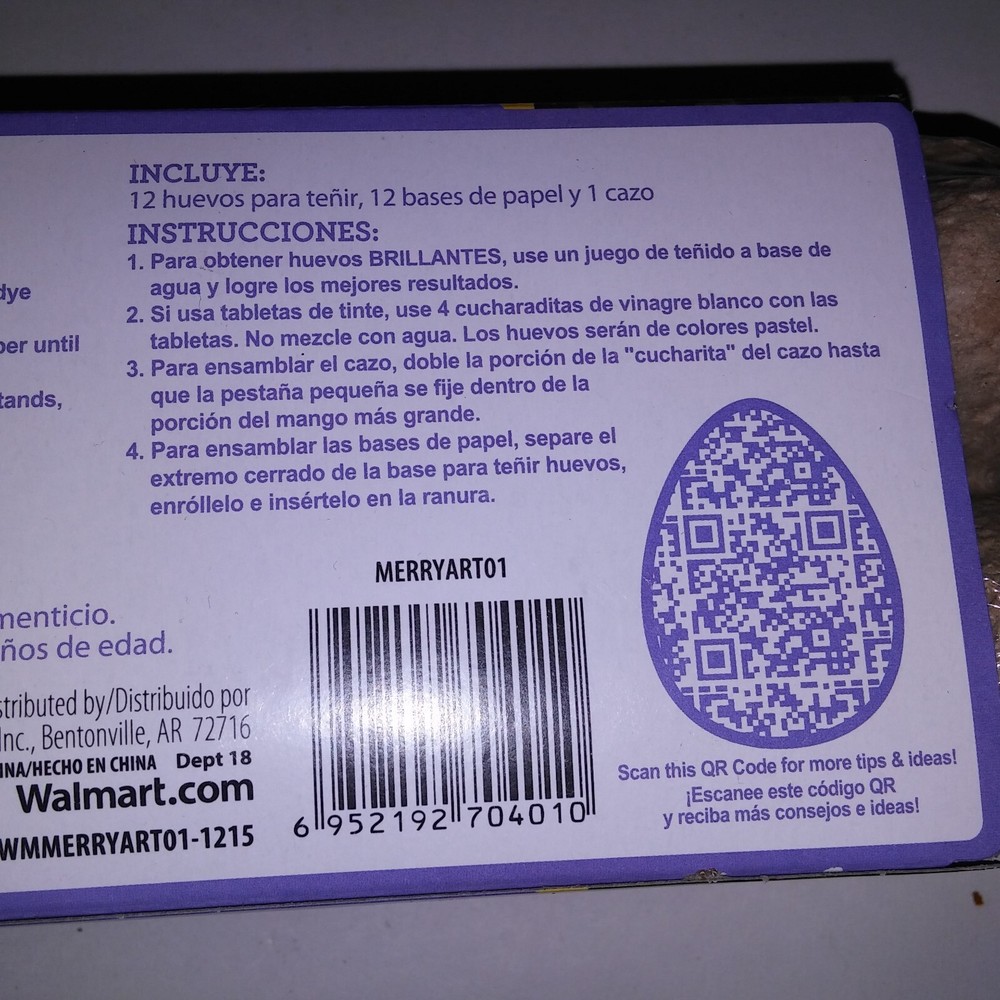 INCLUYE:
12 huevos para teñir, 12 bases de papel y 1 cazo
INSTRUCCIONES:
1. Para obtener huevos BRILLANTES, use un juego de teñido a base de
agua y logre los mejores resultados.
2. Si usa tabletas de tinte, use 4 cucharaditas de vinagre blanco con las
tabletas. No mezcle con agua. Los huevos serán de colores pastel.
3. Para ensamblar el cazo, doble la porción de la "cucharita" del cazo hasta
que la pestaña pequeña se fije dentro de la
porción del mango más grande.
4. Para ensamblar las bases de papel, separe el
extremo cerrado de la base para teñir huevos,
enróllelo e insértelo en la ranura.
dye
per until
tands,
menticio.
ños de edad.
stributed by/Distribuido por
Inc., Bentonville, AR 72716
INA/HECHO EN CHINA Dept 18
Walmart.com
WMMERRYART01-1215
MERRYART01
6 952192 704010
Scan this QR Code for more tips & ideas!
¡Escanee este código QR
y reciba más consejos e ideas!